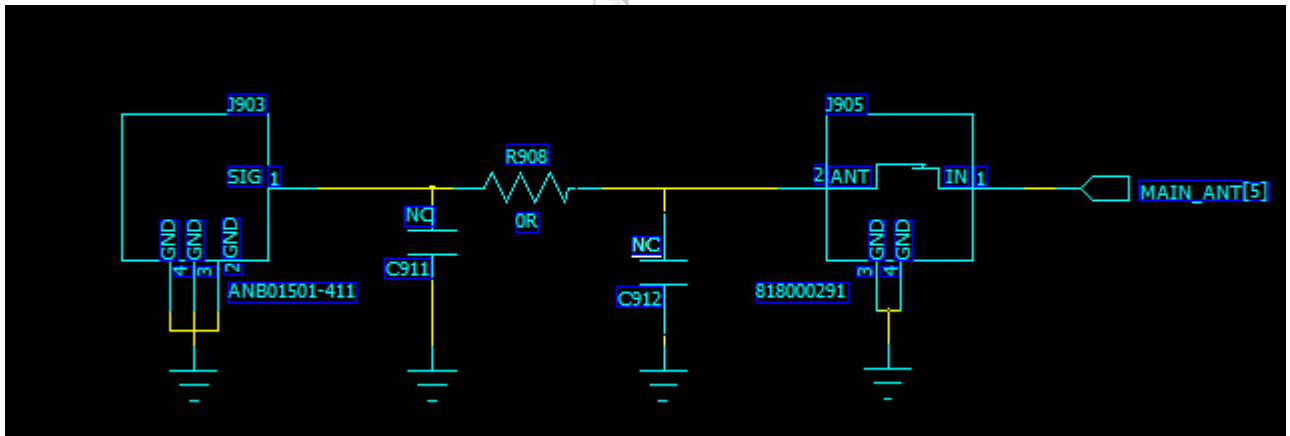 J903
J905
R908
SIG 1
2 ANT
IN 1
MAIN_ANT[5]
NC
0R
GND
GND
GND
4
3
2
NC
GND
GND
C911
3
4
ANB01501-411
C912
818000291